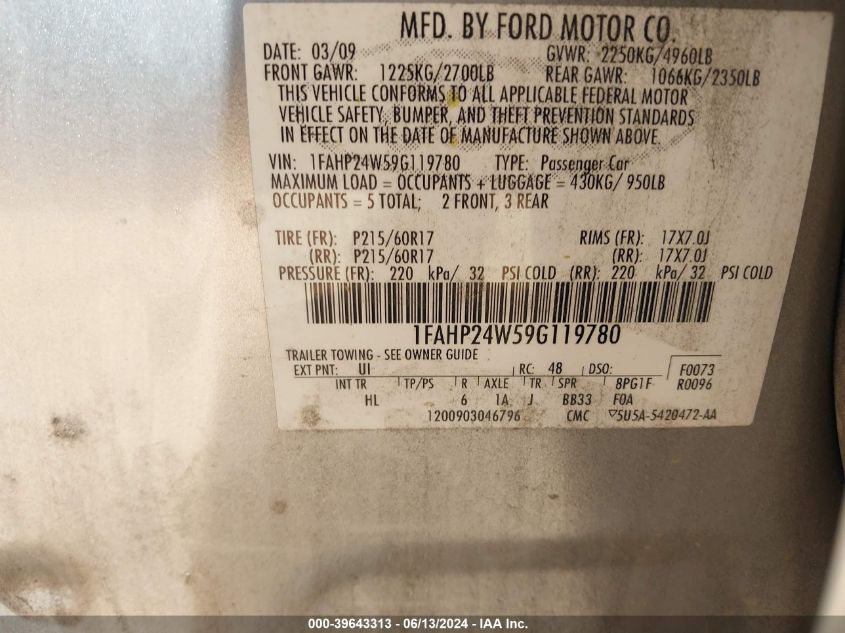 MFD. BY FORD MOTOR CO.
DATE: 03/09 GVWR: 2250KG/4960LB
FRONT GAWR: 1225KG/2700LB REAR GAWR: 1066KG/2350LB
THIS VEHICLE CONFORMS TO ALL APPLICABLE FEDERAL MOTOR
VEHICLE SAFETY, BUMPER, AND THEFT PREVENTION STANDARDS
IN EFFECT ON THE DATE OF MANUFACTURE SHOWN ABOVE.
VIN: 1FAHP24W59G119780 TYPE: Passenger Car
MAXIMUM LOAD = OCCUPANTS + LUGGAGE = 430KG/ 950LB
OCCUPANTS = 5 TOTAL; 2 FRONT, 3 REAR
TIRE (FR): P215/60R17 RIMS (FR): 17X7.0J
(RR): P215/60R17 (RR): 17X7.0J
PRESSURE (FR): 220 kPa/ 32 PSI COLD (RR): 220 kPa/ 32 PSI COLD
1FAHP24W59G119780
TRAILER TOWING - SEE OWNER GUIDE
EXT PNT: UI RC: 48 DSO: F0073
INT TR TP/PS R AXLE TR SPR 8PG1F R0096
HL 6 1A J BB33 F0A
1200903046796 CMC 5U5A-5420472-AA
000-39643313 - 06/13/2024 - IAA Inc.